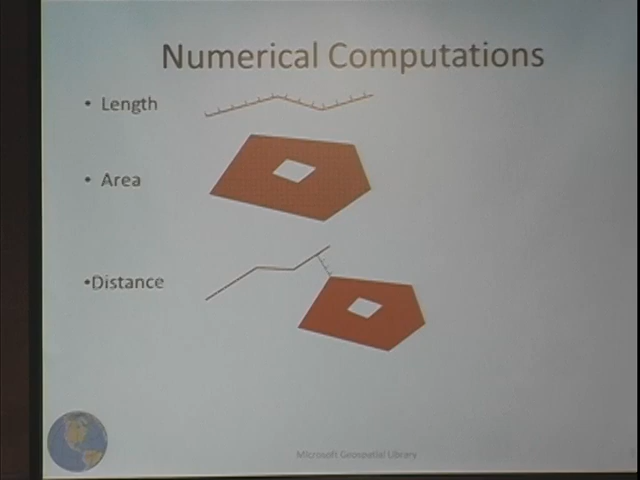 Numerical Computations
• Length
• Area
•Distance
Microsoft Geospatial Library